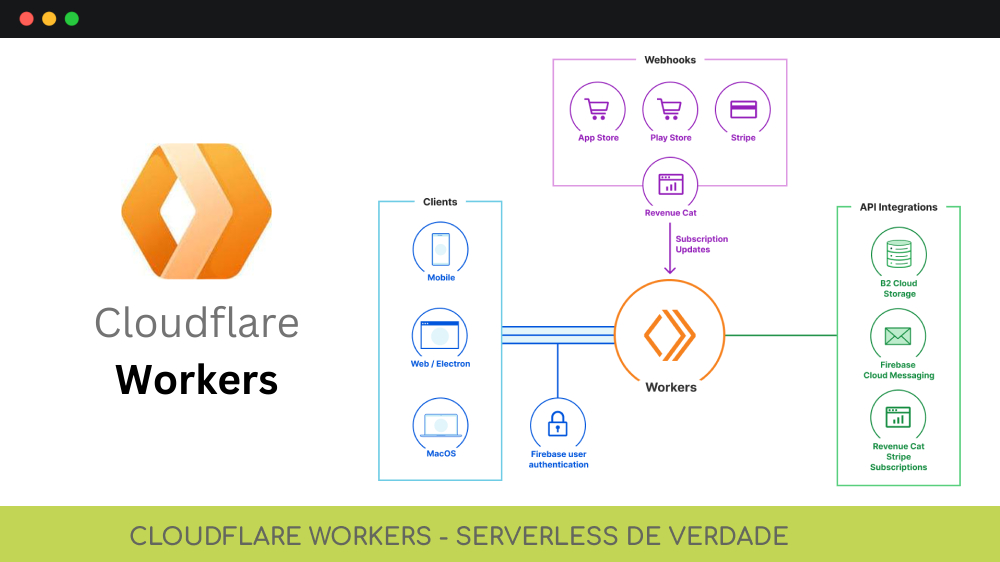 Cloudflare
Workers
Webhooks
App Store
Play Store
Stripe
Revenue Cat
Subscription
Updates
Clients
Mobile
Web / Electron
MacOS
Firebase user
authentication
Workers
API Integrations
B2 Cloud
Storage
Firebase
Cloud Messaging
Revenue Cat
Stripe
Subscriptions
CLOUDFLARE WORKERS - SERVERLESS DE VERDADE